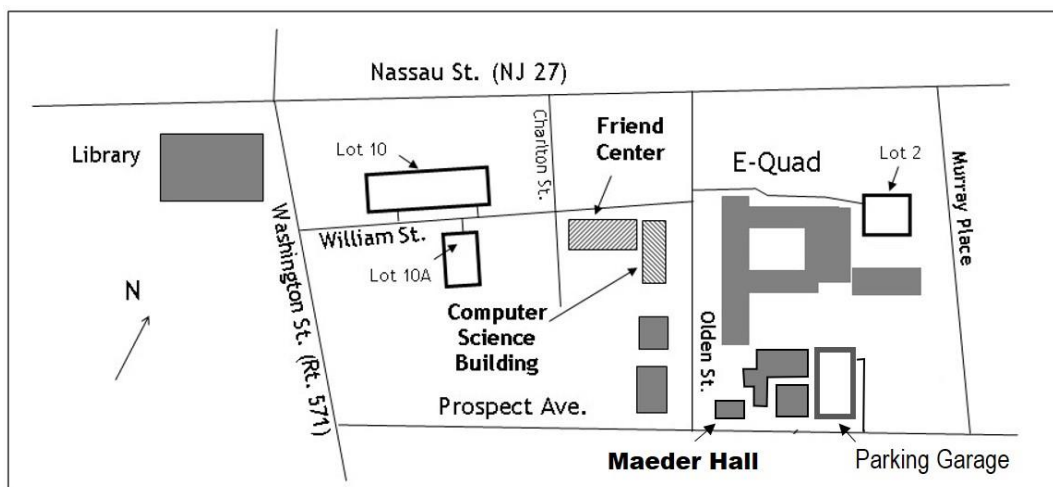 Nassau St. (NJ 27)
Library
Lot 10
Charlton St.
Friend
Center
E-Quad
Lot 2
Murray Place
William St.
Lot 10A
Washington St. (Rt. 571)
N
Computer
Science
Building
Olden St.
Prospect Ave.
Maeder Hall
Parking Garage